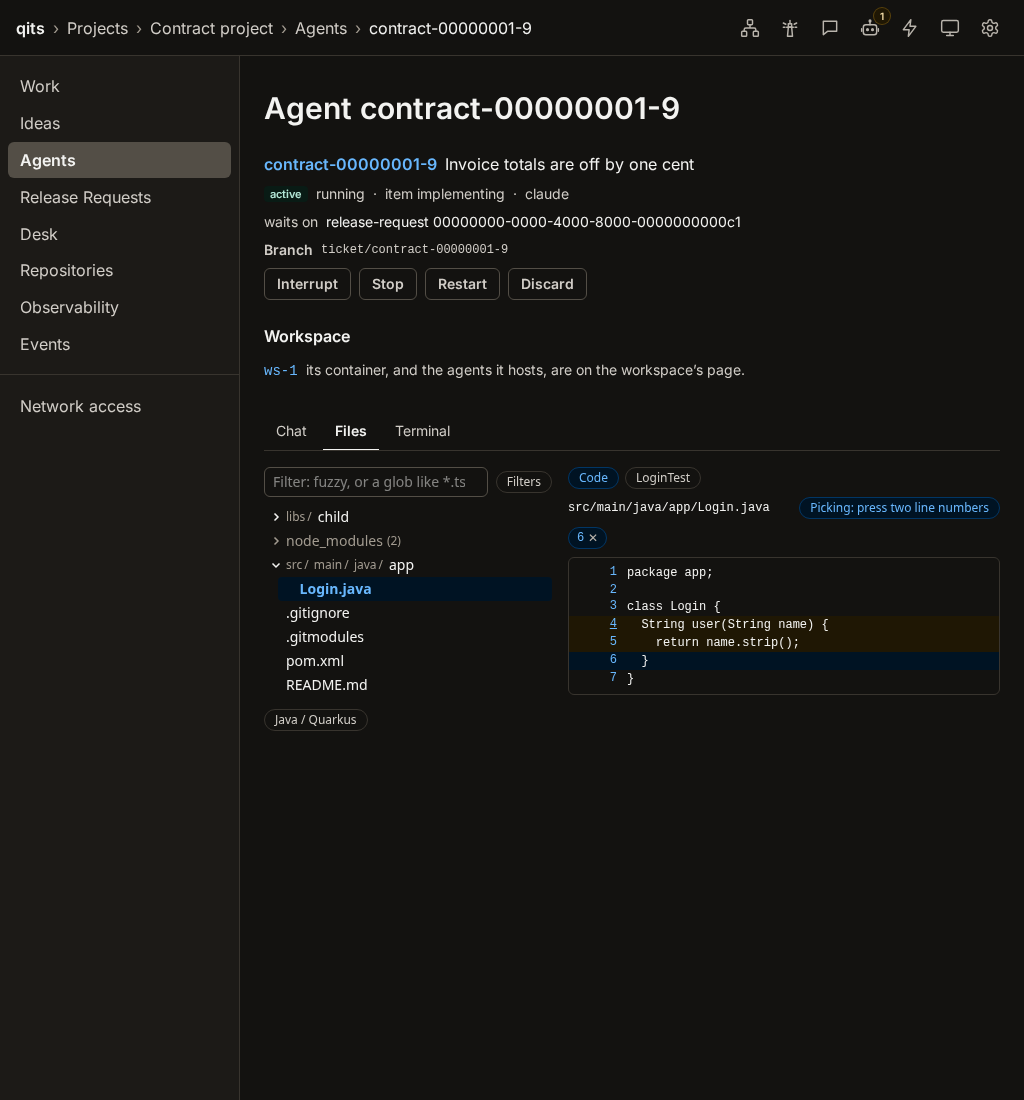 qits › Projects › Contract project › Agents › contract-00000001-9
1
Work
Ideas
Agents
Release Requests
Desk
Repositories
Observability
Events
Network access
Agent contract-00000001-9
contract-00000001-9 Invoice totals are off by one cent
active running · item implementing · claude
waits on release-request 00000000-0000-4000-8000-0000000000c1
Branch ticket/contract-00000001-9
Interrupt Stop Restart Discard
Workspace
ws-1 its container, and the agents it hosts, are on the workspace’s page.
Chat Files Terminal
Filter: fuzzy, or a glob like *.ts Filters
libs/ child
node_modules (2)
src/ main/ java/ app
Login.java
.gitignore
.gitmodules
pom.xml
README.md
Java / Quarkus
Code LoginTest
src/main/java/app/Login.java Picking: press two line numbers
6 ✕
1 package app;
2
3 class Login {
4 String user(String name) {
5 return name.strip();
6 }
7 }